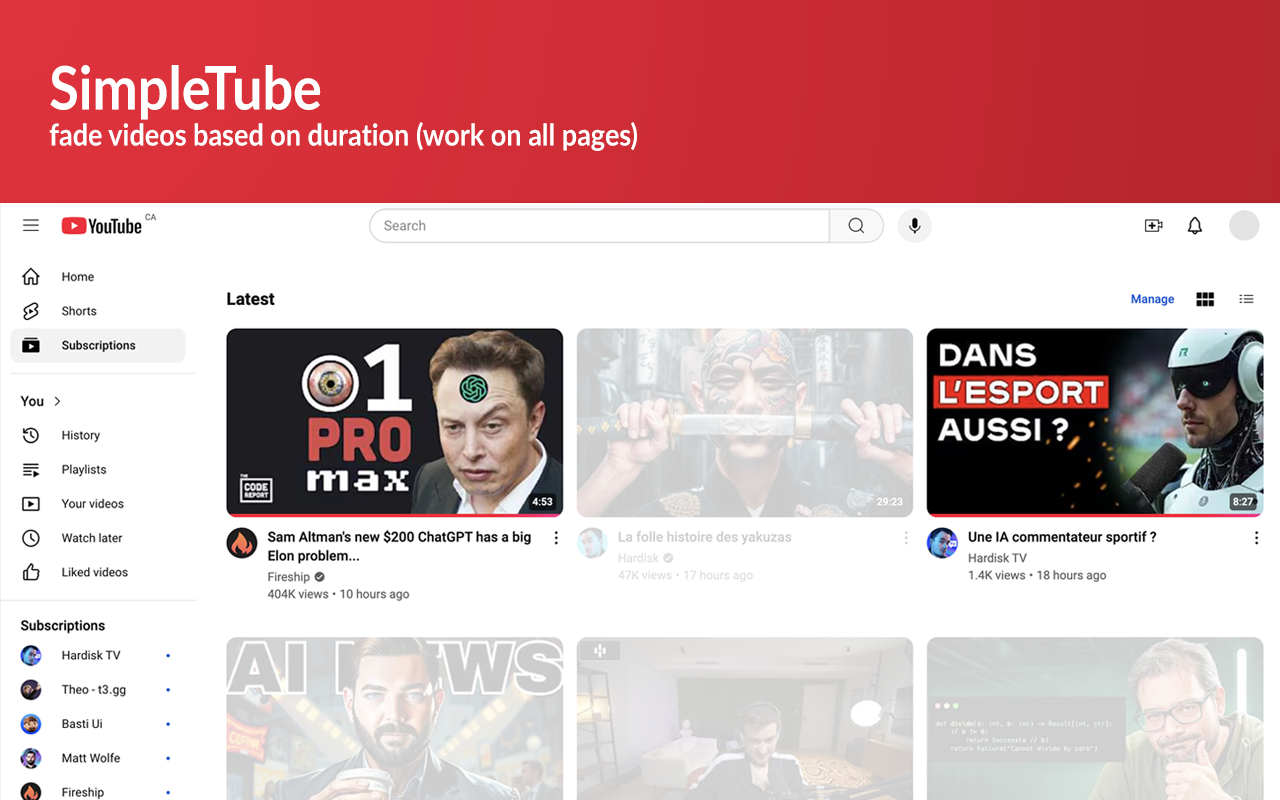 SimpleTube
fade videos based on duration (work on all pages)
YouTube CA
Search
Home
Shorts
Subscriptions
You
History
Playlists
Your videos
Watch later
Liked videos
Subscriptions
Hardisk TV
Theo - t3.gg
Basti Ui
Matt Wolfe
Fireship
Latest
Manage
01
PRO
max
THE
CODE
REPORT
4:53
Sam Altman's new $200 ChatGPT has a big
Elon problem...
Fireship
404K views • 10 hours ago
29:23
La folle histoire des yakuzas
Hardisk
47K views • 17 hours ago
DANS
L'ESPORT
AUSSI ?
8:27
Une IA commentateur sportif ?
Hardisk TV
1.4K views • 18 hours ago
AI NEWS
def divide(a: int, b: int) -> Result[int, str]:
if b != 0:
return Success(a // b)
return Failure("Cannot divide by zero")